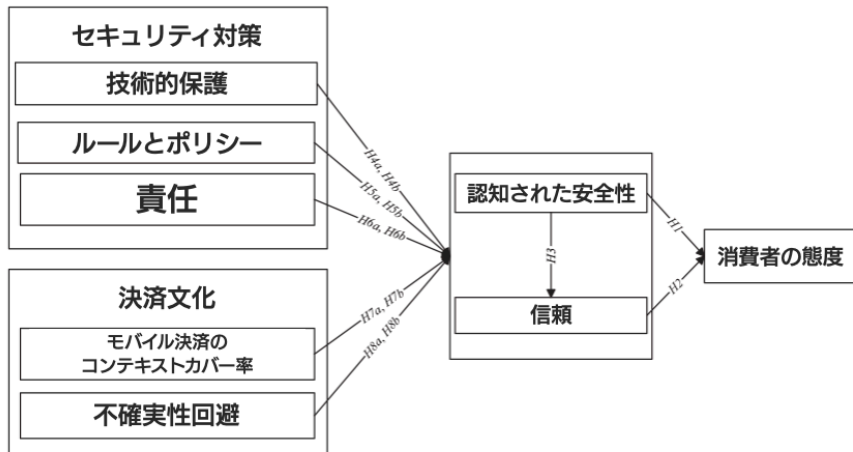 セキュリティ対策
技術的保護
ルールとポリシー
責任
H4a, H4b
H5a, H5b
H6a, H6b
認知された安全性
H1
H3
消費者の態度
H2
信頼
決済文化
モバイル決済の
コンテキストカバー率
不確実性回避
H7a, H7b
H8a, H8b